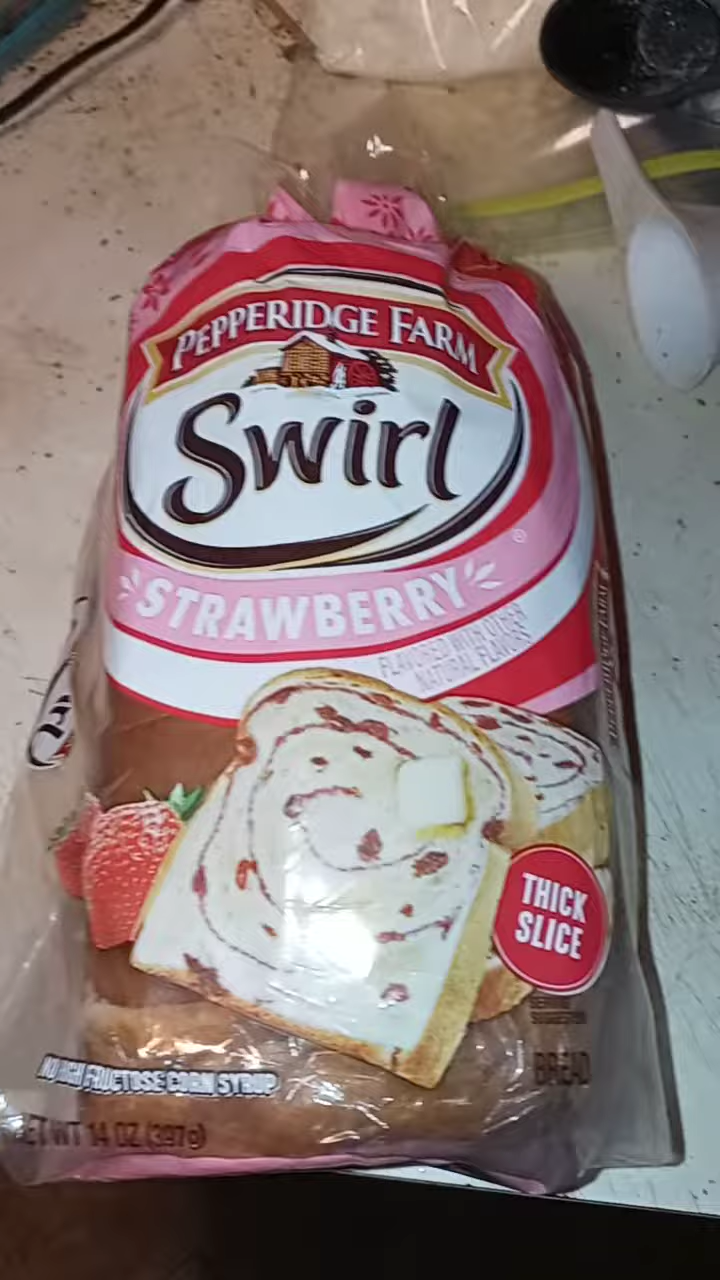 PEPPERIDGE FARM
Swirl
®
STRAWBERRY
FLAVORED WITH OTHER
NATURAL FLAVORS
THICK
SLICE
SUGGESTION
BREAD
NO HIGH FRUCTOSE CORN SYRUP
NET WT 14 OZ (397g)